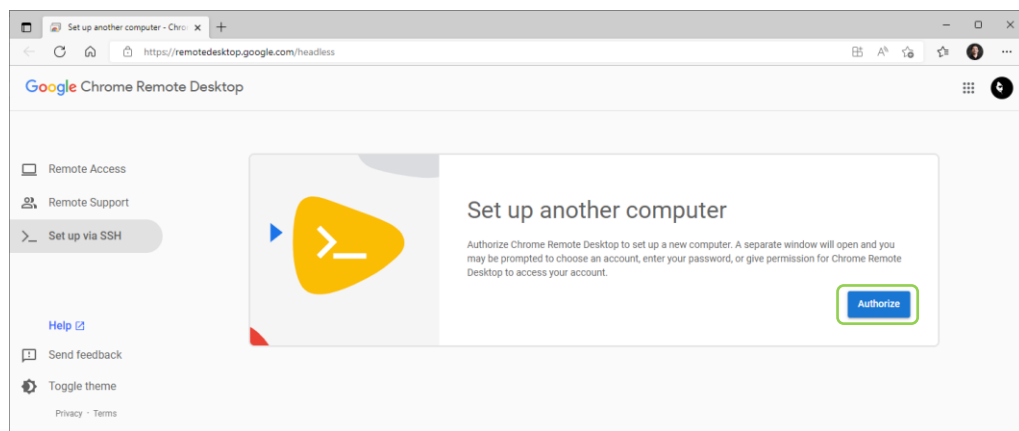 Set up another computer - Chro
https://remotedesktop.google.com/headless
Google Chrome Remote Desktop
Remote Access
Remote Support
Set up via SSH
Help
Send feedback
Toggle theme
Privacy · Terms
Set up another computer
Authorize Chrome Remote Desktop to set up a new computer. A separate window will open and you
may be prompted to choose an account, enter your password, or give permission for Chrome Remote
Desktop to access your account.
Authorize